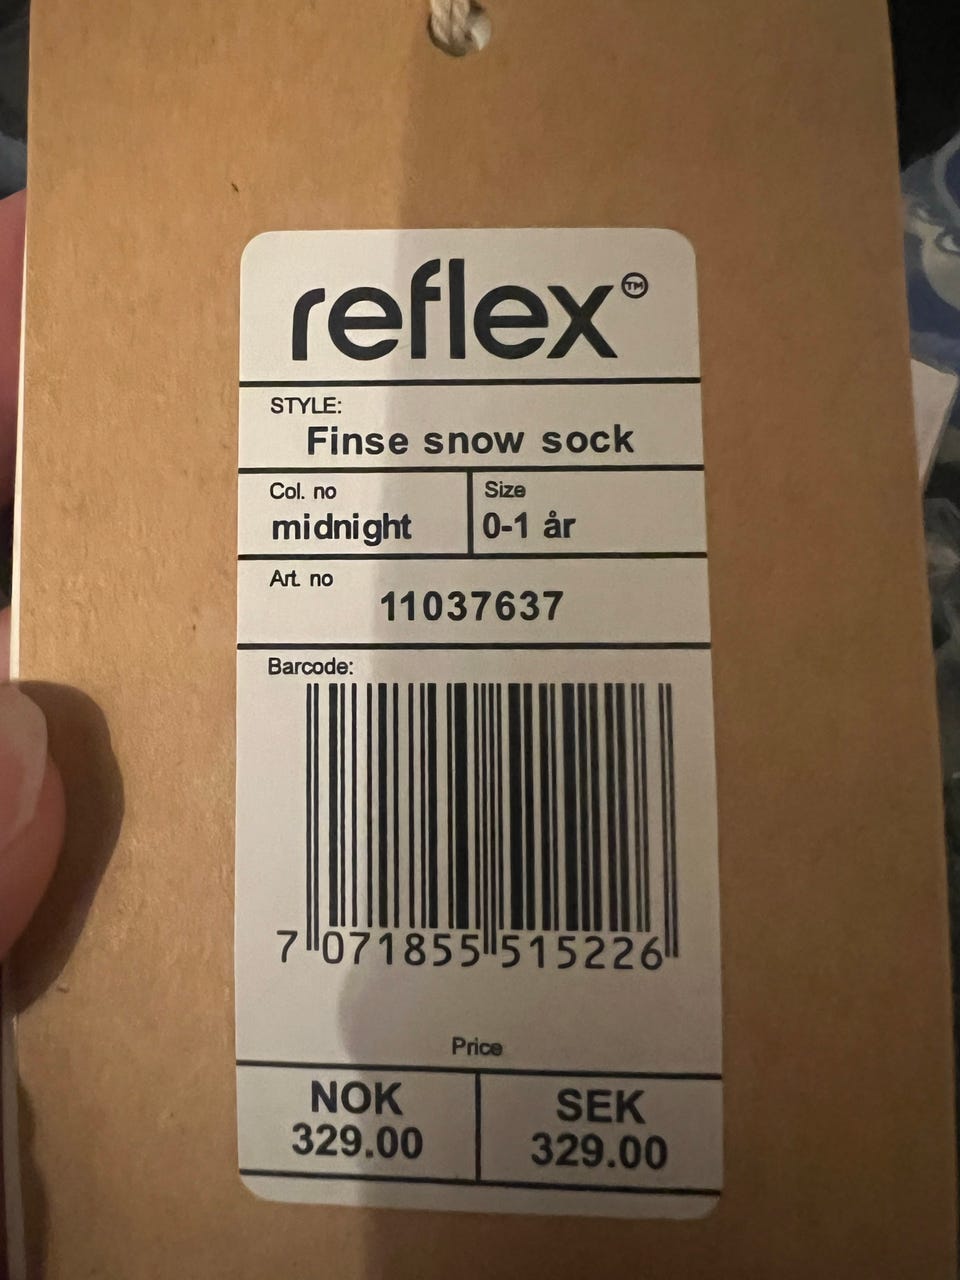 reflex™
STYLE:
Finse snow sock
Col. no
midnight
Size
0-1 år
Art. no
11037637
Barcode:
7 071855 515226
Price
NOK
329.00
SEK
329.00